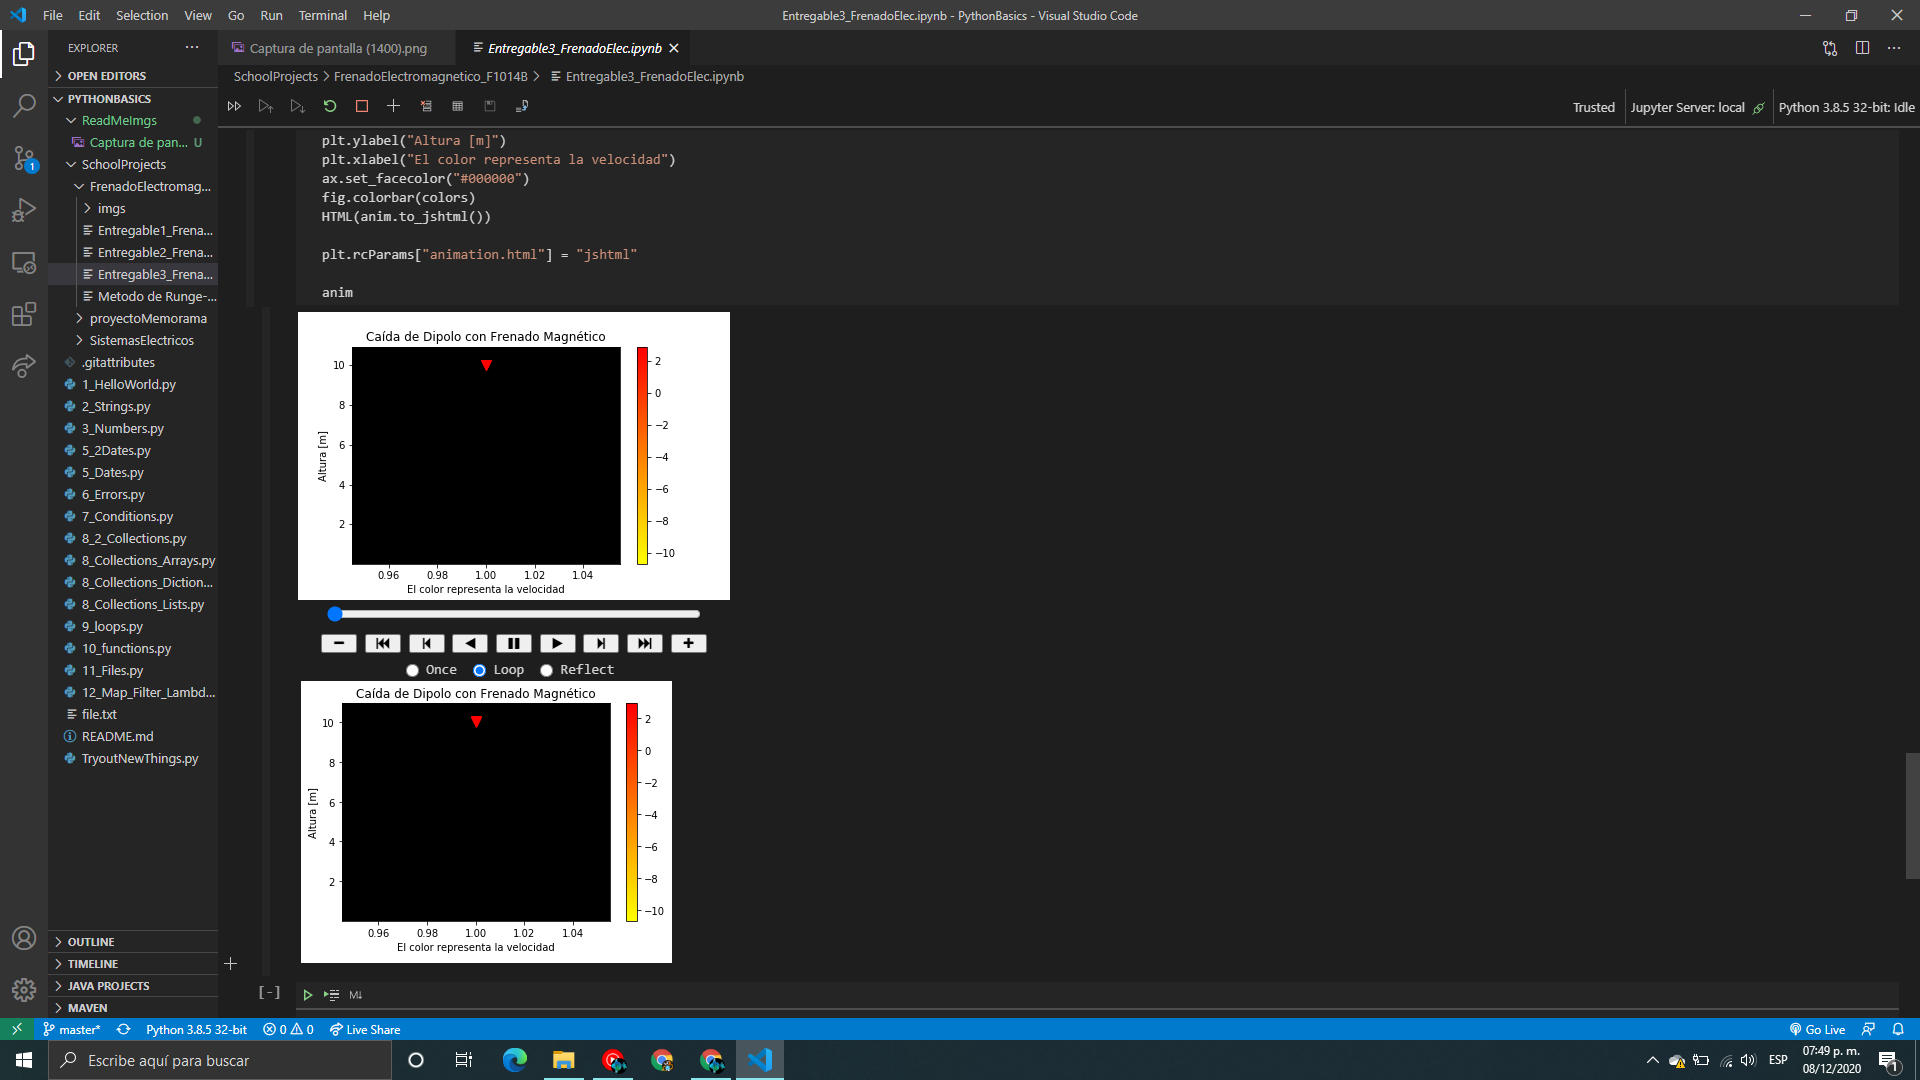 File Edit Selection View Go Run Terminal Help
Entregable3_FrenadoElec.ipynb - PythonBasics - Visual Studio Code
EXPLORER
Captura de pantalla (1400).png
Entregable3_FrenadoElec.ipynb
OPEN EDITORS
SchoolProjects > FrenadoElectromagnetico_F1014B > Entregable3_FrenadoElec.ipynb
PYTHONBASICS
ReadMeImgs
Captura de pan... U
SchoolProjects
FrenadoElectromag...
imgs
Entregable1_Frena...
Entregable2_Frena...
Entregable3_Frena...
Metodo de Runge-...
proyectoMemorama
SistemasElectricos
.gitattributes
1_HelloWorld.py
2_Strings.py
3_Numbers.py
5_2Dates.py
5_Dates.py
6_Errors.py
7_Conditions.py
8_2_Collections.py
8_Collections_Arrays.py
8_Collections_Diction...
8_Collections_Lists.py
9_loops.py
10_functions.py
11_Files.py
12_Map_Filter_Lambd...
file.txt
README.md
TryoutNewThings.py
OUTLINE
TIMELINE
JAVA PROJECTS
MAVEN
1
Trusted
Jupyter Server: local
Python 3.8.5 32-bit: Idle
plt.ylabel("Altura [m]")
plt.xlabel("El color representa la velocidad")
ax.set_facecolor("#000000")
fig.colorbar(colors)
HTML(anim.to_jshtml())
plt.rcParams["animation.html"] = "jshtml"
anim
Caída de Dipolo con Frenado Magnético
Altura [m]
10
8
6
4
2
0.96 0.98 1.00 1.02 1.04
El color representa la velocidad
2
0
−2
−4
−6
−8
−10
Once Loop Reflect
Caída de Dipolo con Frenado Magnético
Altura [m]
10
8
6
4
2
0.96 0.98 1.00 1.02 1.04
El color representa la velocidad
2
0
−2
−4
−6
−8
−10
[-]
M↓
master* Python 3.8.5 32-bit 0 0 Live Share
Go Live
Escribe aquí para buscar
ESP
07:49 p. m.
08/12/2020
1